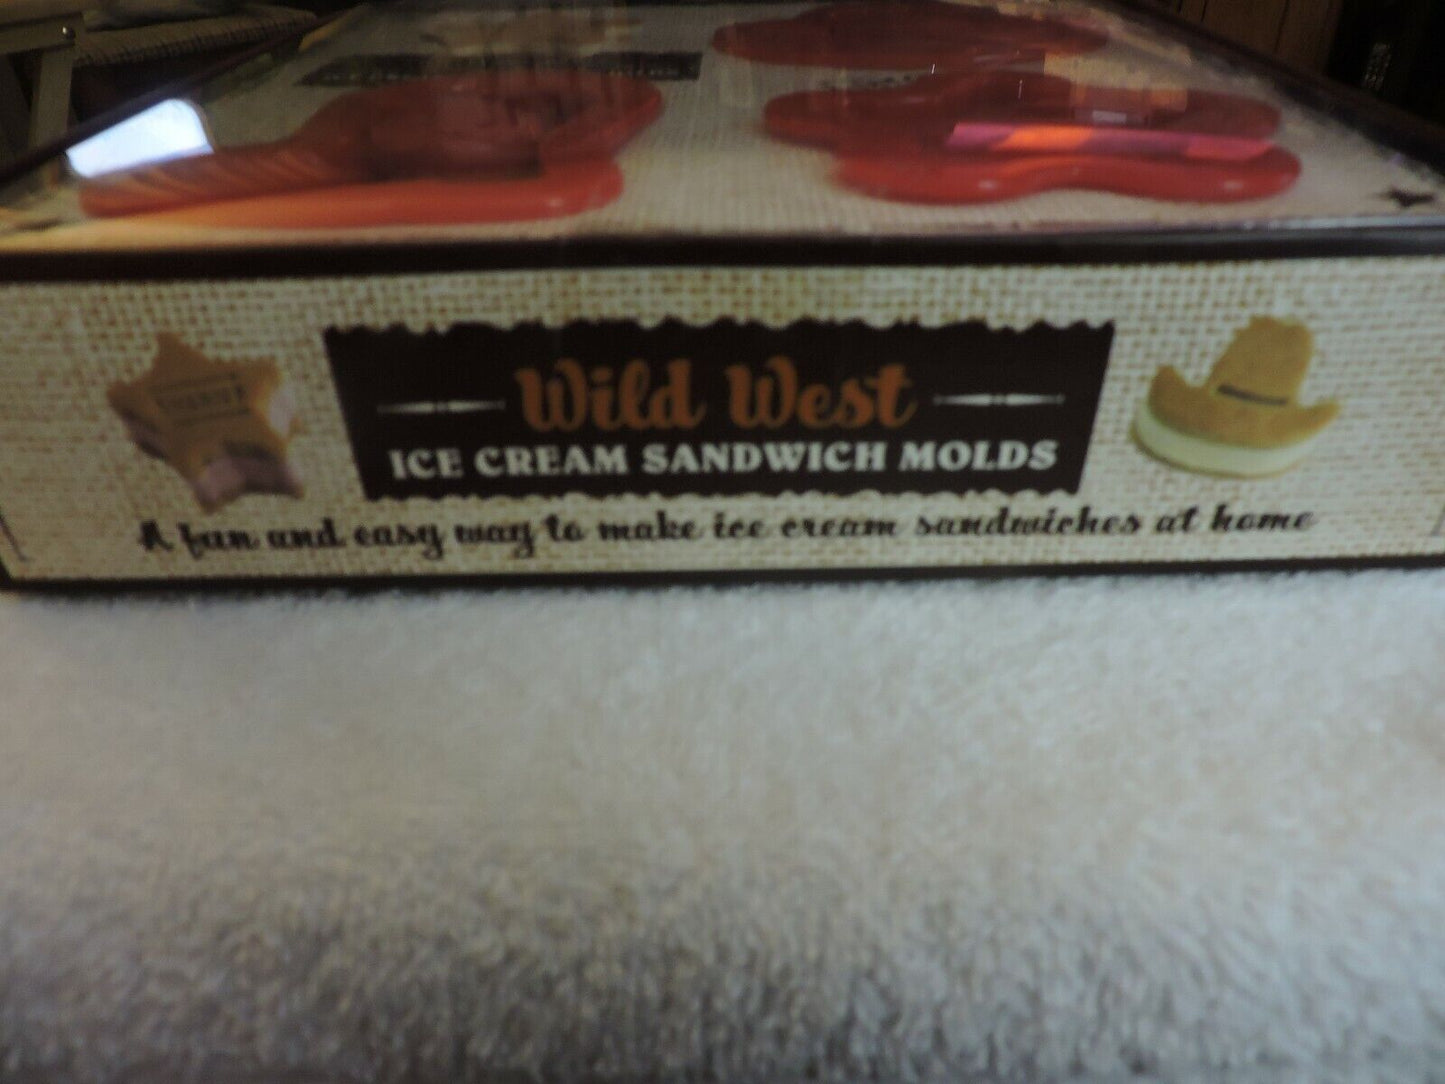 Wild West
ICE CREAM SANDWICH MOLDS
A fun and easy way to make ice cream sandwiches at home